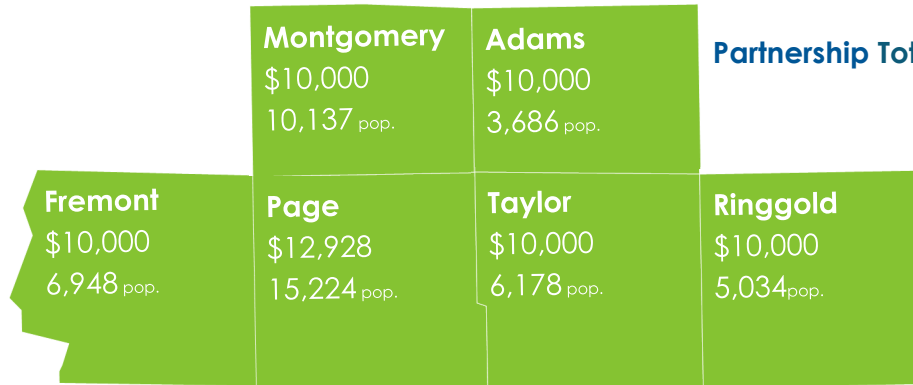 Montgomery
$10,000
10,137 pop.
Adams
$10,000
3,686 pop.
Partnership
Fremont
$10,000
6,948 pop.
Page
$12,928
15,224 pop.
Taylor
$10,000
6,178 pop.
Ringgold
$10,000
5,034pop.